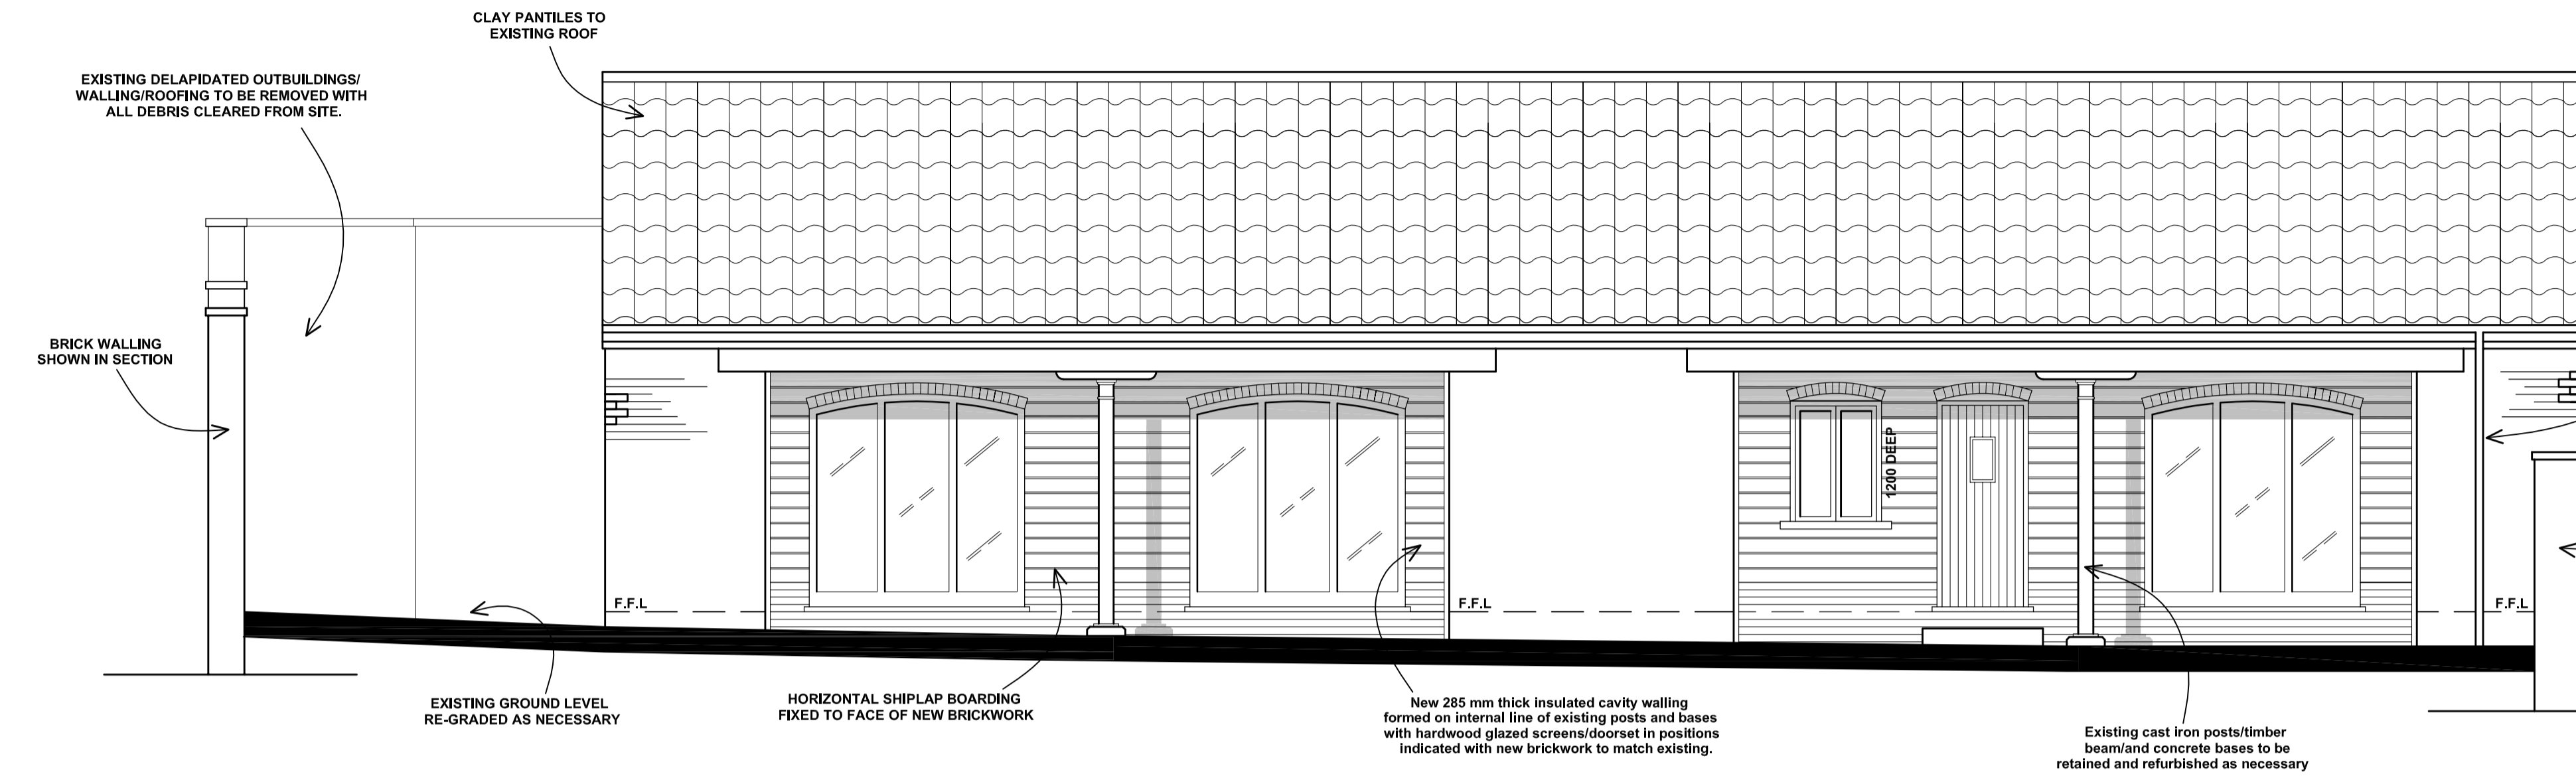 CLAY PANTILES TO
EXISTING ROOF
EXISTING DELAPIDATED OUTBUILDINGS/
WALLING/ROOFING TO BE REMOVED WITH
ALL DEBRIS CLEARED FROM SITE.
BRICK WALLING
SHOWN IN SECTION
1200 DEEP
F.F.L
F.F.L
F.F.L
EXISTING GROUND LEVEL
RE-GRADED AS NECESSARY
HORIZONTAL SHIPLAP BOARDING
FIXED TO FACE OF NEW BRICKWORK
New 285 mm thick insulated cavity walling
formed on internal line of existing posts and bases
with hardwood glazed screens/doorset in positions
indicated with new brickwork to match existing.
Existing cast iron posts/timber
beam/and concrete bases to be
retained and refurbished as necessary